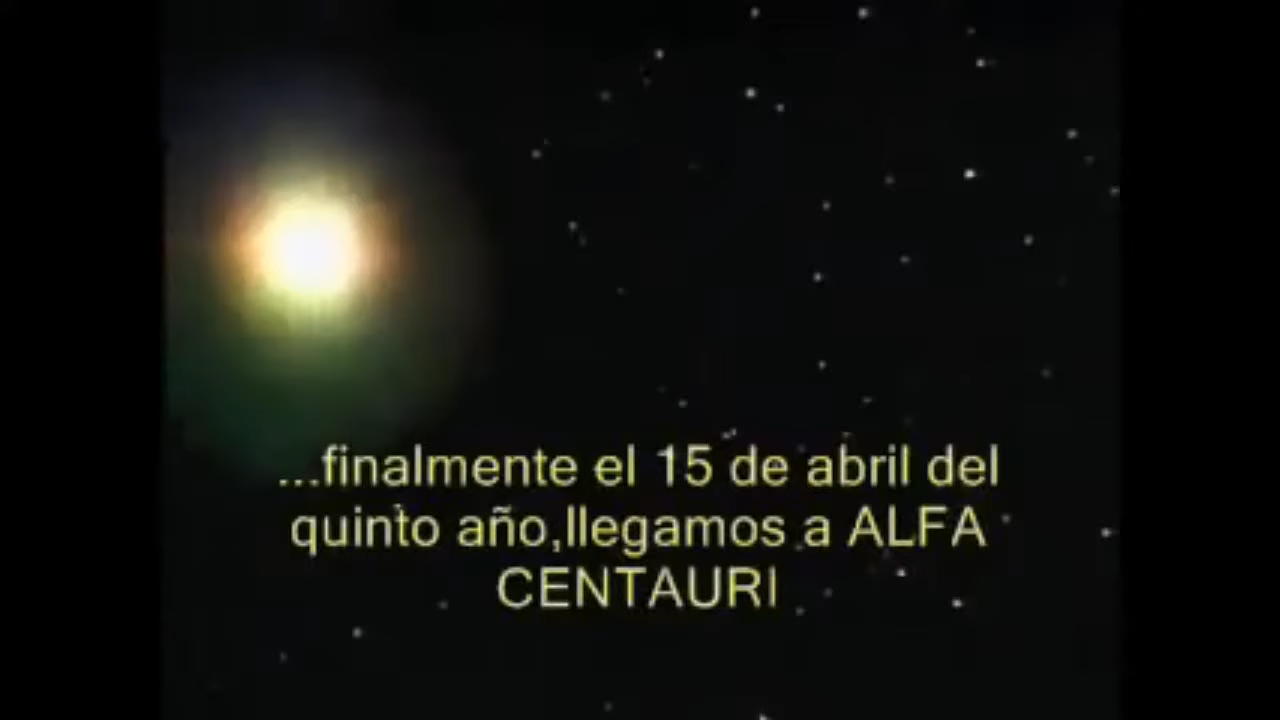 ...finalmente el 15 de abril del
quinto año,llegamos a ALFA
CENTAURI